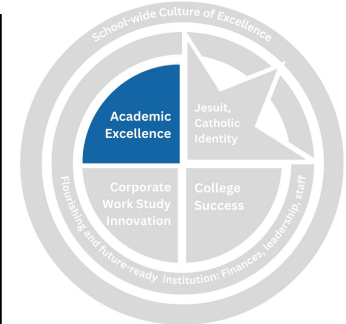 School-wide Culture of Excellence
Academic
Excellence
Jesuit,
Catholic
Identity
Corporate
Work Study
Innovation
College
Success
Flourishing and future-ready institution: Finances, leadership, staff